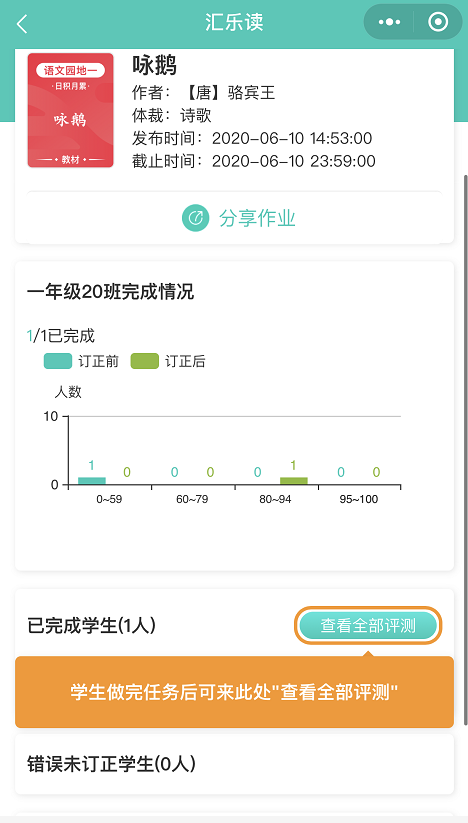 汇乐读
语文园地一
·日积月累·
咏鹅
·教材·
咏鹅
作者：【唐】骆宾王
体裁：诗歌
发布时间：2020-06-10 14:53:00
截止时间：2020-06-10 23:59:00
分享作业
一年级20班完成情况
1/1已完成
订正前 订正后
人数
10
1 0 0 0 0 1 0 0
0
0~59 60~79 80~94 95~100
已完成学生(1人) 查看全部评测
学生做完任务后可来此处"查看全部评测"
错误未订正学生(0人)